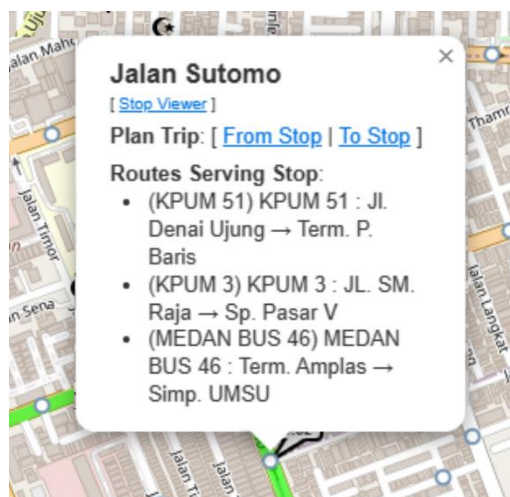 Jalan Sutomo
[ Stop Viewer ]
Plan Trip: [ From Stop | To Stop ]
Routes Serving Stop:
• (KPUM 51) KPUM 51 : Jl.
Denai Ujung → Term. P.
Baris
• (KPUM 3) KPUM 3 : JL. SM.
Raja → Sp. Pasar V
• (MEDAN BUS 46) MEDAN
BUS 46 : Term. Amplas →
Simp. UMSU
Jalan Timor
Jalan Langkat